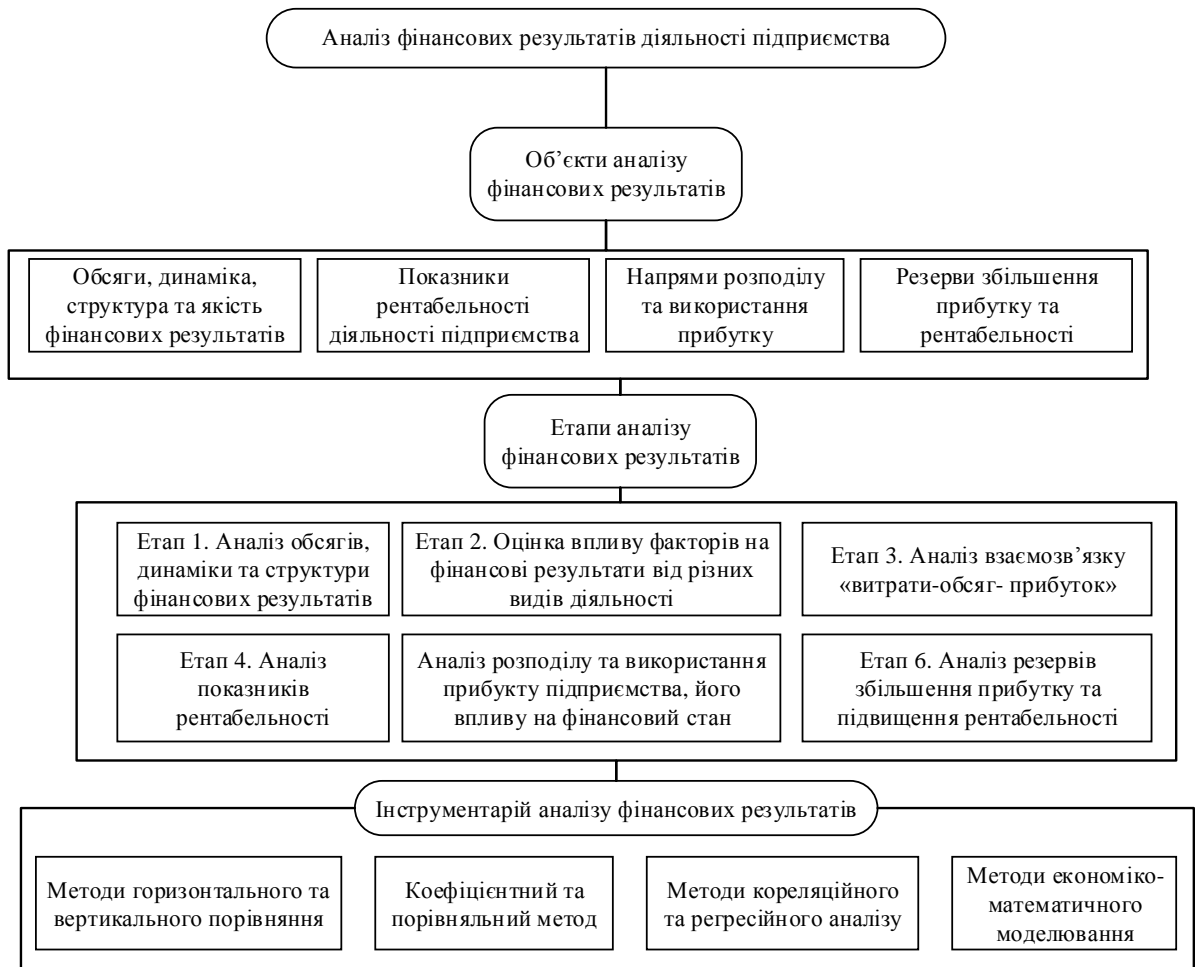 Аналіз фінансових результатів діяльності підприємства
Об’єкти аналізу
фінансових результатів
Обсяги, динаміка,
структура та якість
фінансових результатів
Показники
рентабельності
діяльності підприємства
Напрями розподілу
та використання
прибутку
Резерви збільшення
прибутку та
рентабельності
Етапи аналізу
фінансових результатів
Етап 1. Аналіз обсягів,
динаміки та структури
фінансових результатів
Етап 2. Оцінка впливу факторів на
фінансові результати від різних
видів діяльності
Етап 3. Аналіз взаємозв’язку
«витрати-обсяг- прибуток»
Етап 4. Аналіз
показників
рентабельності
Аналіз розподілу та використання
прибукту підприємства, його
впливу на фінансовий стан
Етап 6. Аналіз резервів
збільшення прибутку та
підвищення рентабельності
Інструментарій аналізу фінансових результатів
Методи горизонтального та
вертикального порівняння
Коефіцієнтний та
порівняльний метод
Методи кореляційного
та регресійного аналізу
Методи економіко-
математичного
моделювання